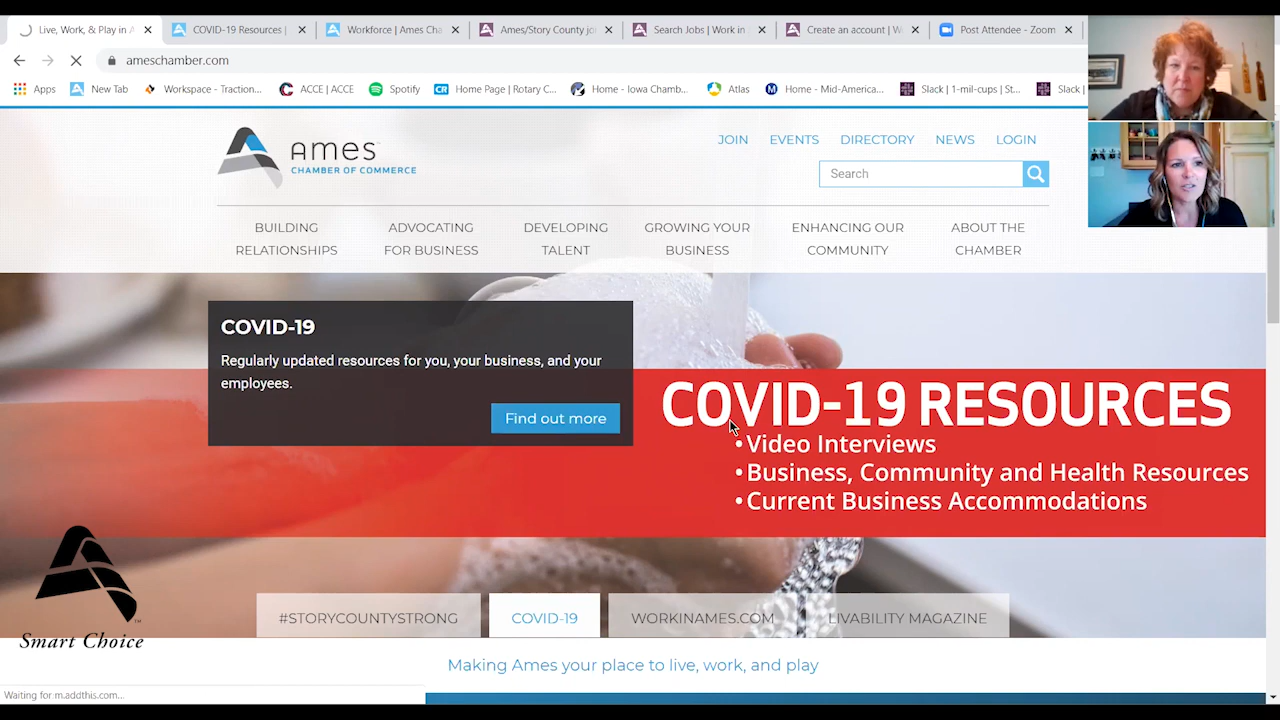 Live, Work, & Play in A
COVID-19 Resources |
Workforce | Ames Cha
Ames/Story County jo
Search Jobs | Work in
Create an account | W
Post Attendee - Zoom
ameschamber.com
Apps
New Tab
Workspace - Traction...
ACCE | ACCE
Spotify
Home Page | Rotary C...
Home - Iowa Chamb...
Atlas
Home - Mid-America...
Slack | 1-mil-cups | St...
Slack |
Ames
CHAMBER OF COMMERCE
JOIN
EVENTS
DIRECTORY
NEWS
LOGIN
Search
BUILDING
RELATIONSHIPS
ADVOCATING
FOR BUSINESS
DEVELOPING
TALENT
GROWING YOUR
BUSINESS
ENHANCING OUR
COMMUNITY
ABOUT THE
CHAMBER
COVID-19
Regularly updated resources for you, your business, and your
employees.
Find out more
COVID-19 RESOURCES
•Video Interviews
•Business, Community and Health Resources
•Current Business Accommodations
Smart Choice
#STORYCOUNTYSTRONG
COVID-19
WORKINAMES.COM
LIVABILITY MAGAZINE
Making Ames your place to live, work, and play
Waiting for m.addthis.com...